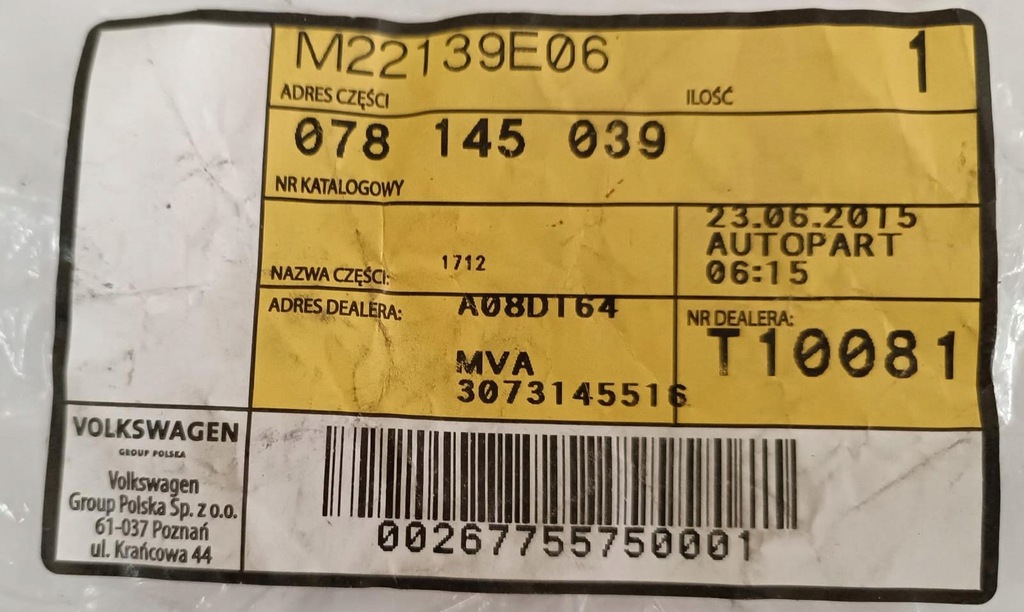 M22139E06 1
ADRES CZĘŚCI ILOŚĆ
078 145 039
NR KATALOGOWY
23.06.2015
AUTOPART
06:15
NAZWA CZĘŚCI: 1712
ADRES DEALERA: A08DT64
NR DEALERA:
T10081
MVA
3073145516
VOLKSWAGEN
GROUP POLSKA
Volkswagen
Group Polska Sp. z o.o.
61-037 Poznań
ul. Krańcowa 44
00267755750001